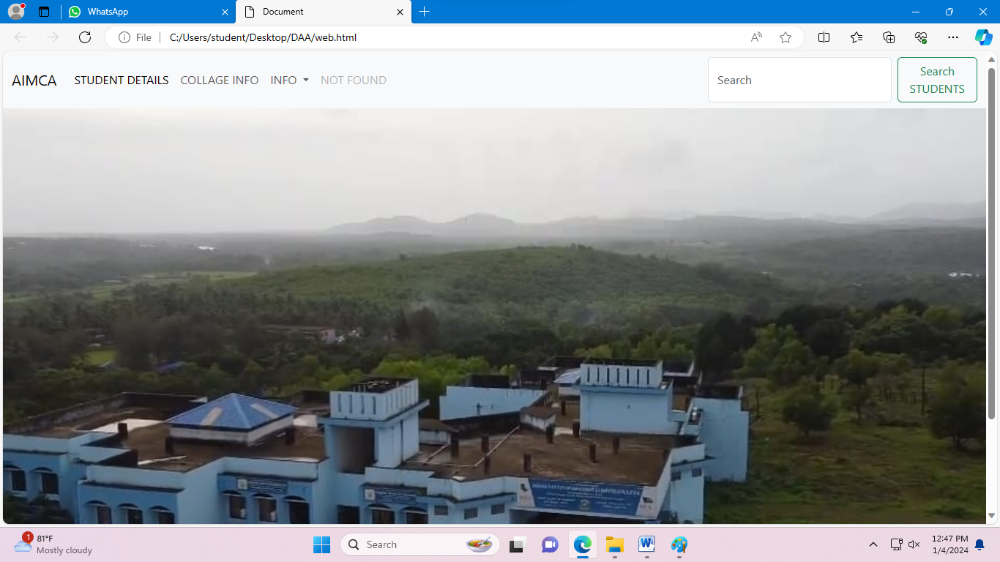 WhatsApp
Document
File
C:/Users/student/Desktop/DAA/web.html
AIMCA
STUDENT DETAILS
COLLAGE INFO
INFO
NOT FOUND
Search
Search
STUDENTS
1
81°F
Mostly cloudy
Search
12:47 PM
1/4/2024